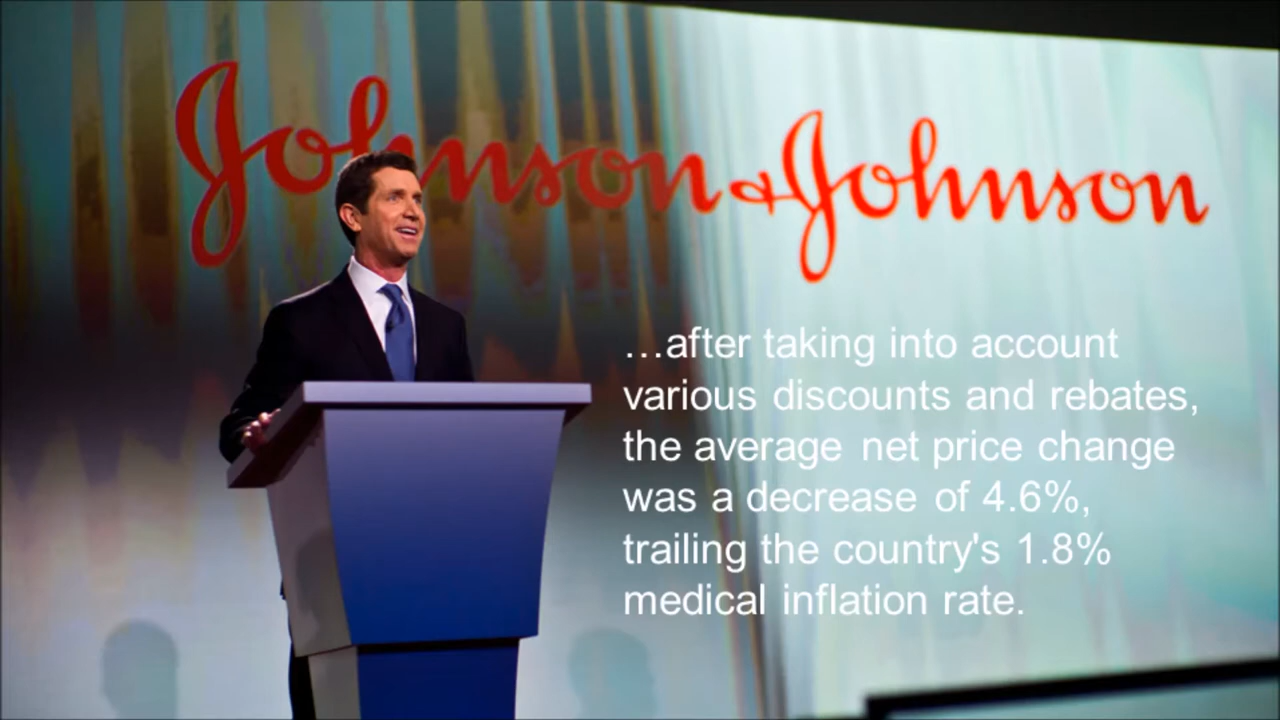 Johnson & Johnson
...after taking into account
various discounts and rebates,
the average net price change
was a decrease of 4.6%,
trailing the country's 1.8%
medical inflation rate.